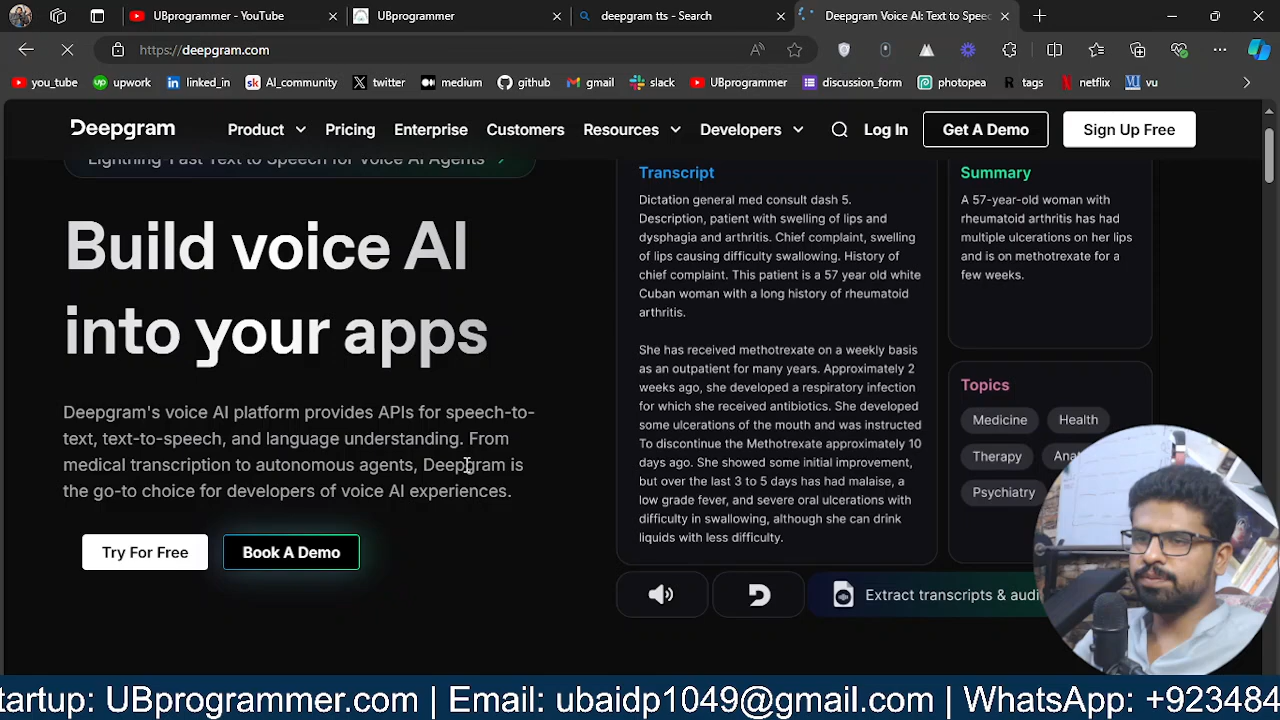 UBprogrammer - YouTube
UBprogrammer
deepgram tts - Search
Deepgram Voice AI: Text to Speec
https://deepgram.com
you_tube
upwork
linked_in
AI_community
twitter
medium
github
gmail
slack
UBprogrammer
discussion_form
photopea
tags
netflix
vu
Deepgram
Product
Pricing
Enterprise
Customers
Resources
Developers
Log In
Get A Demo
Sign Up Free
Lightning-Fast Text to Speech for Voice AI Agents
Build voice AI
into your apps
Deepgram's voice AI platform provides APIs for speech-to-
text, text-to-speech, and language understanding. From
medical transcription to autonomous agents, Deepgram is
the go-to choice for developers of voice AI experiences.
Try For Free
Book A Demo
Transcript
Dictation general med consult dash 5.
Description, patient with swelling of lips and
dysphagia and arthritis. Chief complaint, swelling
of lips causing difficulty swallowing. History of
chief complaint. This patient is a 57 year old white
Cuban woman with a long history of rheumatoid
arthritis.
She has received methotrexate on a weekly basis
as an outpatient for many years. Approximately 2
weeks ago, she developed a respiratory infection
for which she received antibiotics. She developed
some ulcerations of the mouth and was instructed
To discontinue the Methotrexate approximately 10
days ago. She showed some initial improvement,
but over the last 3 to 5 days has had malaise, a
low grade fever, and severe oral ulcerations with
difficulty in swallowing, although she can drink
liquids with less difficulty.
Summary
A 57-year-old woman with
rheumatoid arthritis has had
multiple ulcerations on her lips
and is on methotrexate for a
few weeks.
Topics
Medicine
Health
Therapy
Psychiatry
Extract transcripts & audi
tartup: UBprogrammer.com | Email: ubaidp1049@gmail.com | WhatsApp: +923484